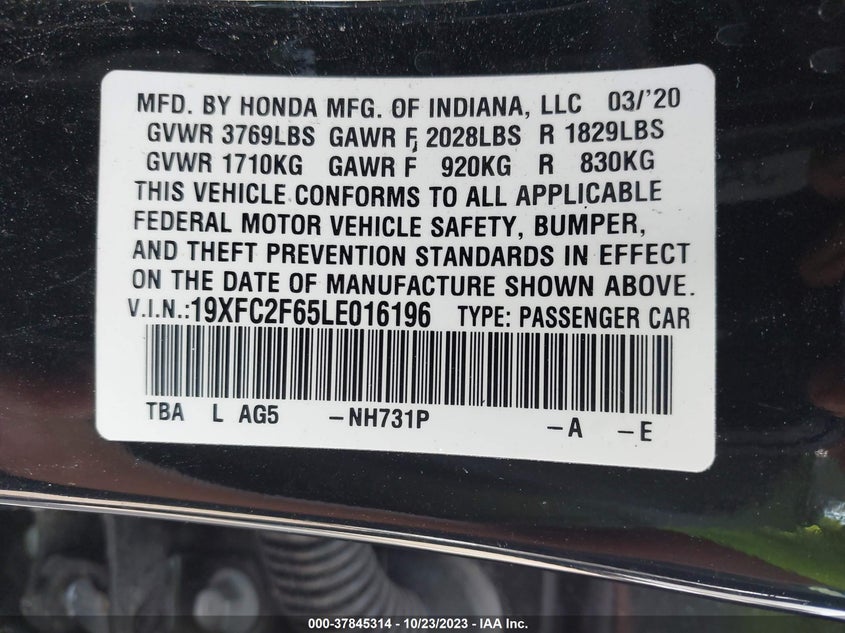 MFD. BY HONDA MFG. OF INDIANA, LLC 03/'20
GVWR 3769LBS GAWR F 2028LBS R 1829LBS
GVWR 1710KG GAWR F 920KG R 830KG
THIS VEHICLE CONFORMS TO ALL APPLICABLE
FEDERAL MOTOR VEHICLE SAFETY, BUMPER,
AND THEFT PREVENTION STANDARDS IN EFFECT
ON THE DATE OF MANUFACTURE SHOWN ABOVE.
V.I.N.:19XFC2F65LE016196 TYPE: PASSENGER CAR
TBA L AG5 -NH731P -A -E
000-37845314 | 10/23/2023 - IAA Inc.